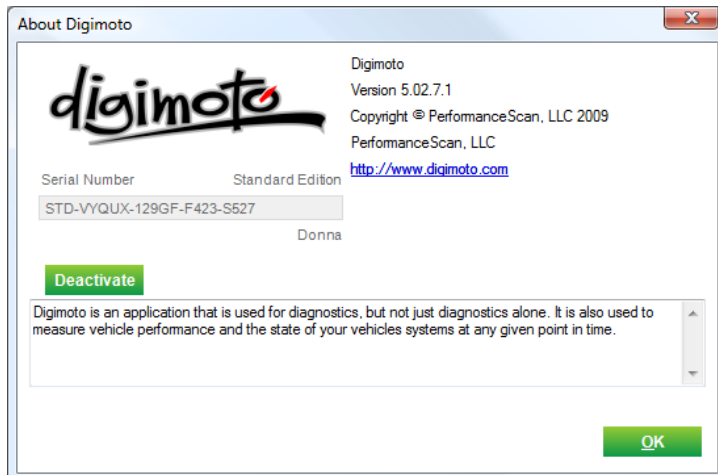 About Digimoto
digimoto
Digimoto
Version 5.02.7.1
Copyright © PerformanceScan, LLC 2009
PerformanceScan, LLC
http://www.digimoto.com
Serial Number Standard Edition
STD-VYQUX-129GF-F423-S527
Donna
Deactivate
Digimoto is an application that is used for diagnostics, but not just diagnostics alone. It is also used to
measure vehicle performance and the state of your vehicles systems at any given point in time.
OK